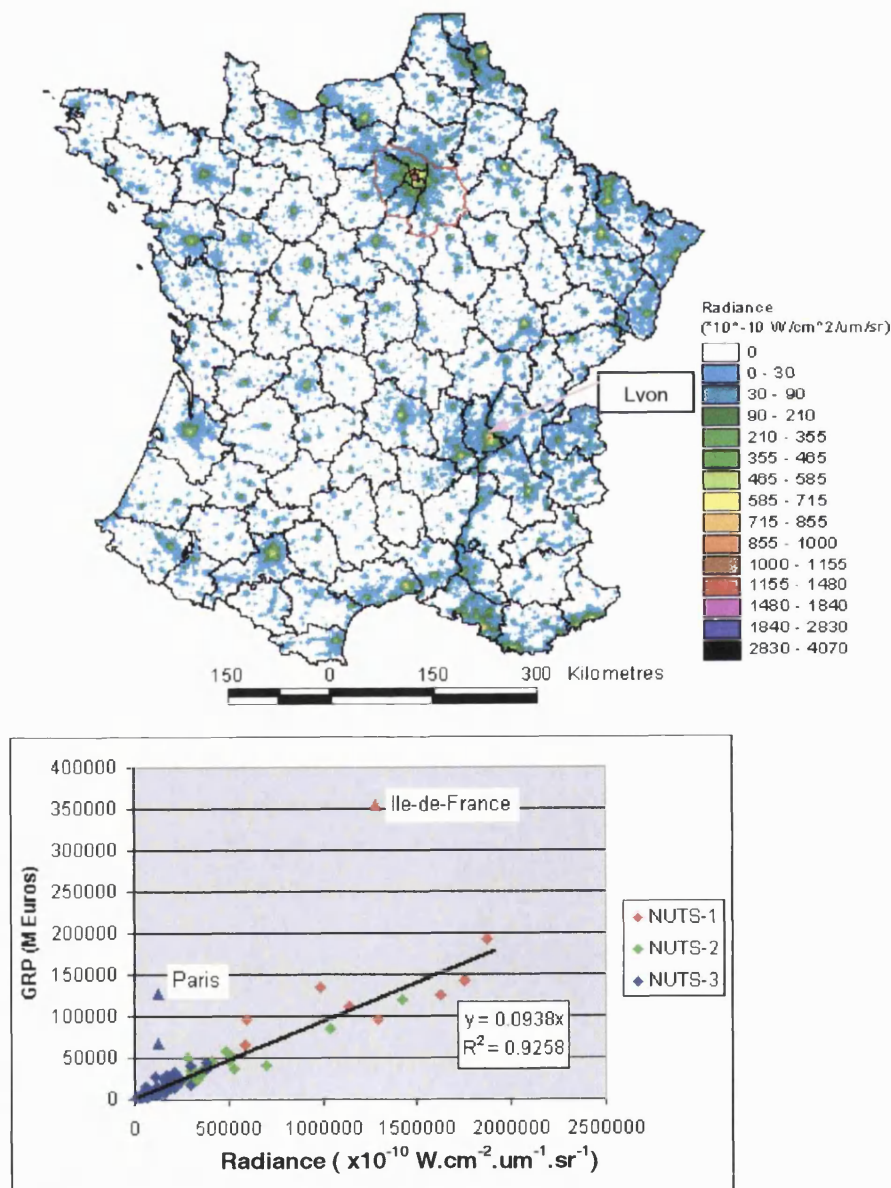 Radiance
(*10^-10 W/cm^2/um/sr)
0
0 - 30
30 - 90
90 - 210
210 - 355
355 - 465
465 - 585
585 - 715
715 - 855
855 - 1000
1000 - 1155
1155 - 1480
1480 - 1840
1840 - 2830
2830 - 4070
Lvon
150 0 150 300 Kilometres
GRP (M Euros)
400000
350000
300000
250000
200000
150000
100000
50000
0
Ile-de-France
Paris
y = 0.0938x
R² = 0.9258
NUTS-1
NUTS-2
NUTS-3
0 500000 1000000 1500000 2000000 2500000
Radiance ( x10⁻¹⁰ W.cm⁻².um⁻¹.sr⁻¹)